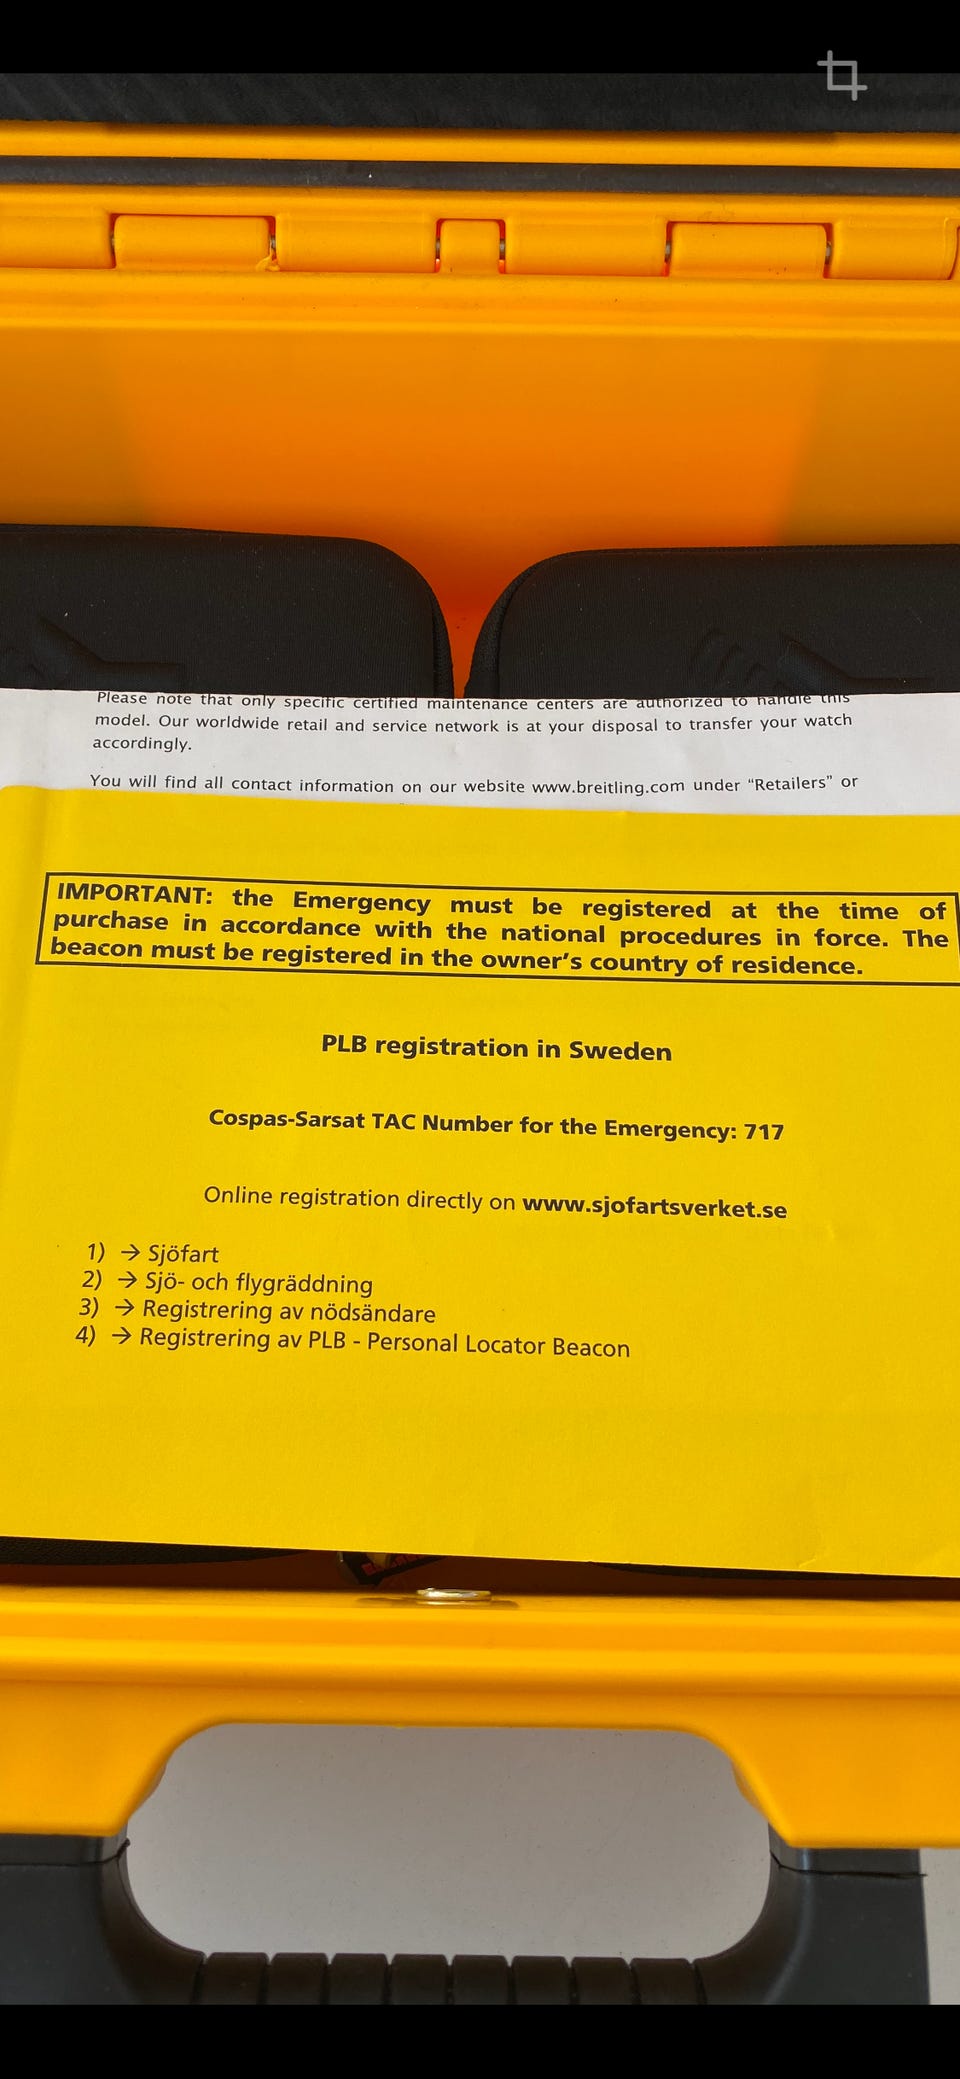 Please note that only specific certified maintenance centers are authorized to handle this
model. Our worldwide retail and service network is at your disposal to transfer your watch
accordingly.
You will find all contact information on our website www.breitling.com under “Retailers” or
IMPORTANT: the Emergency must be registered at the time of
purchase in accordance with the national procedures in force. The
beacon must be registered in the owner’s country of residence.
PLB registration in Sweden
Cospas-Sarsat TAC Number for the Emergency: 717
Online registration directly on www.sjofartsverket.se
1) → Sjöfart
2) → Sjö- och flygräddning
3) → Registrering av nödsändare
4) → Registrering av PLB - Personal Locator Beacon